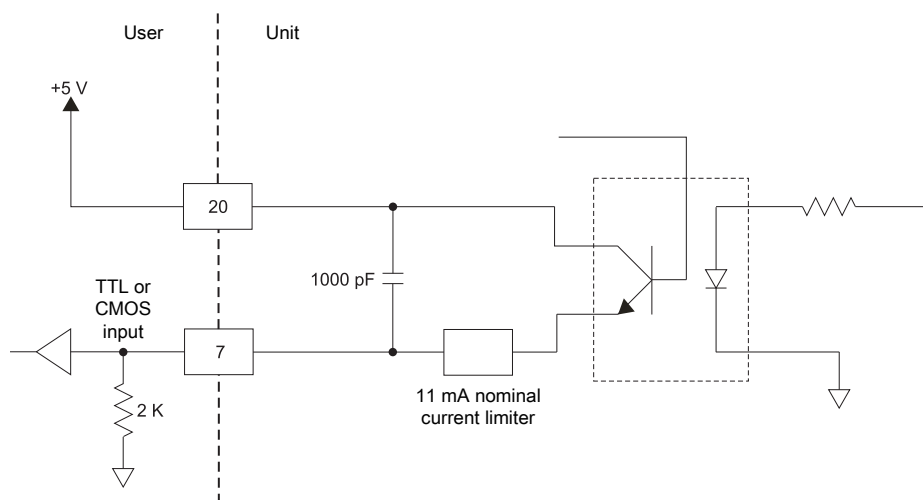 User
Unit
+5 V
20
1000 pF
TTL or
CMOS
input
7
2 K
11 mA nominal
current limiter